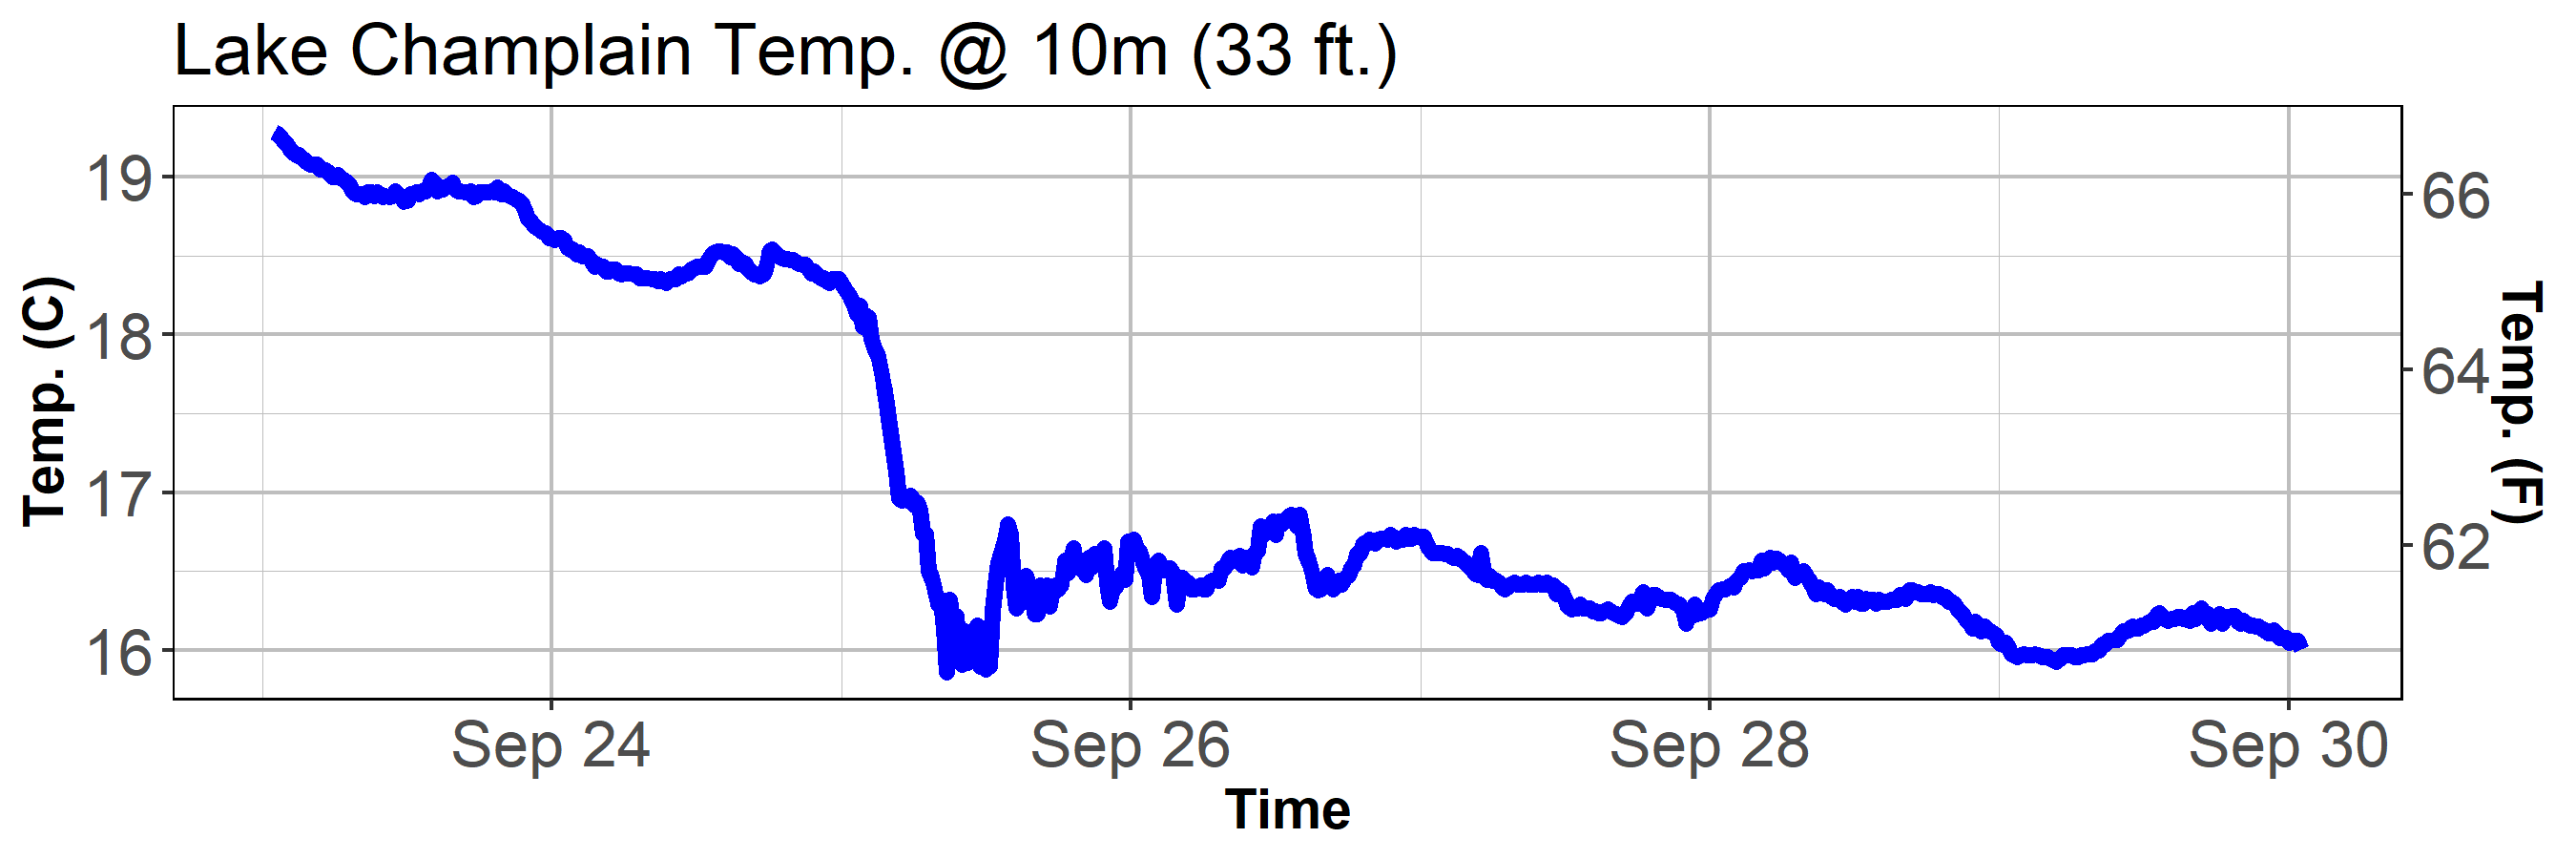 Lake Champlain Temp. @ 10m (33 ft.)
Temp. (C)
19
18
17
16
66
64
62
Temp. (F)
Sep 24
Sep 26
Sep 28
Sep 30
Time